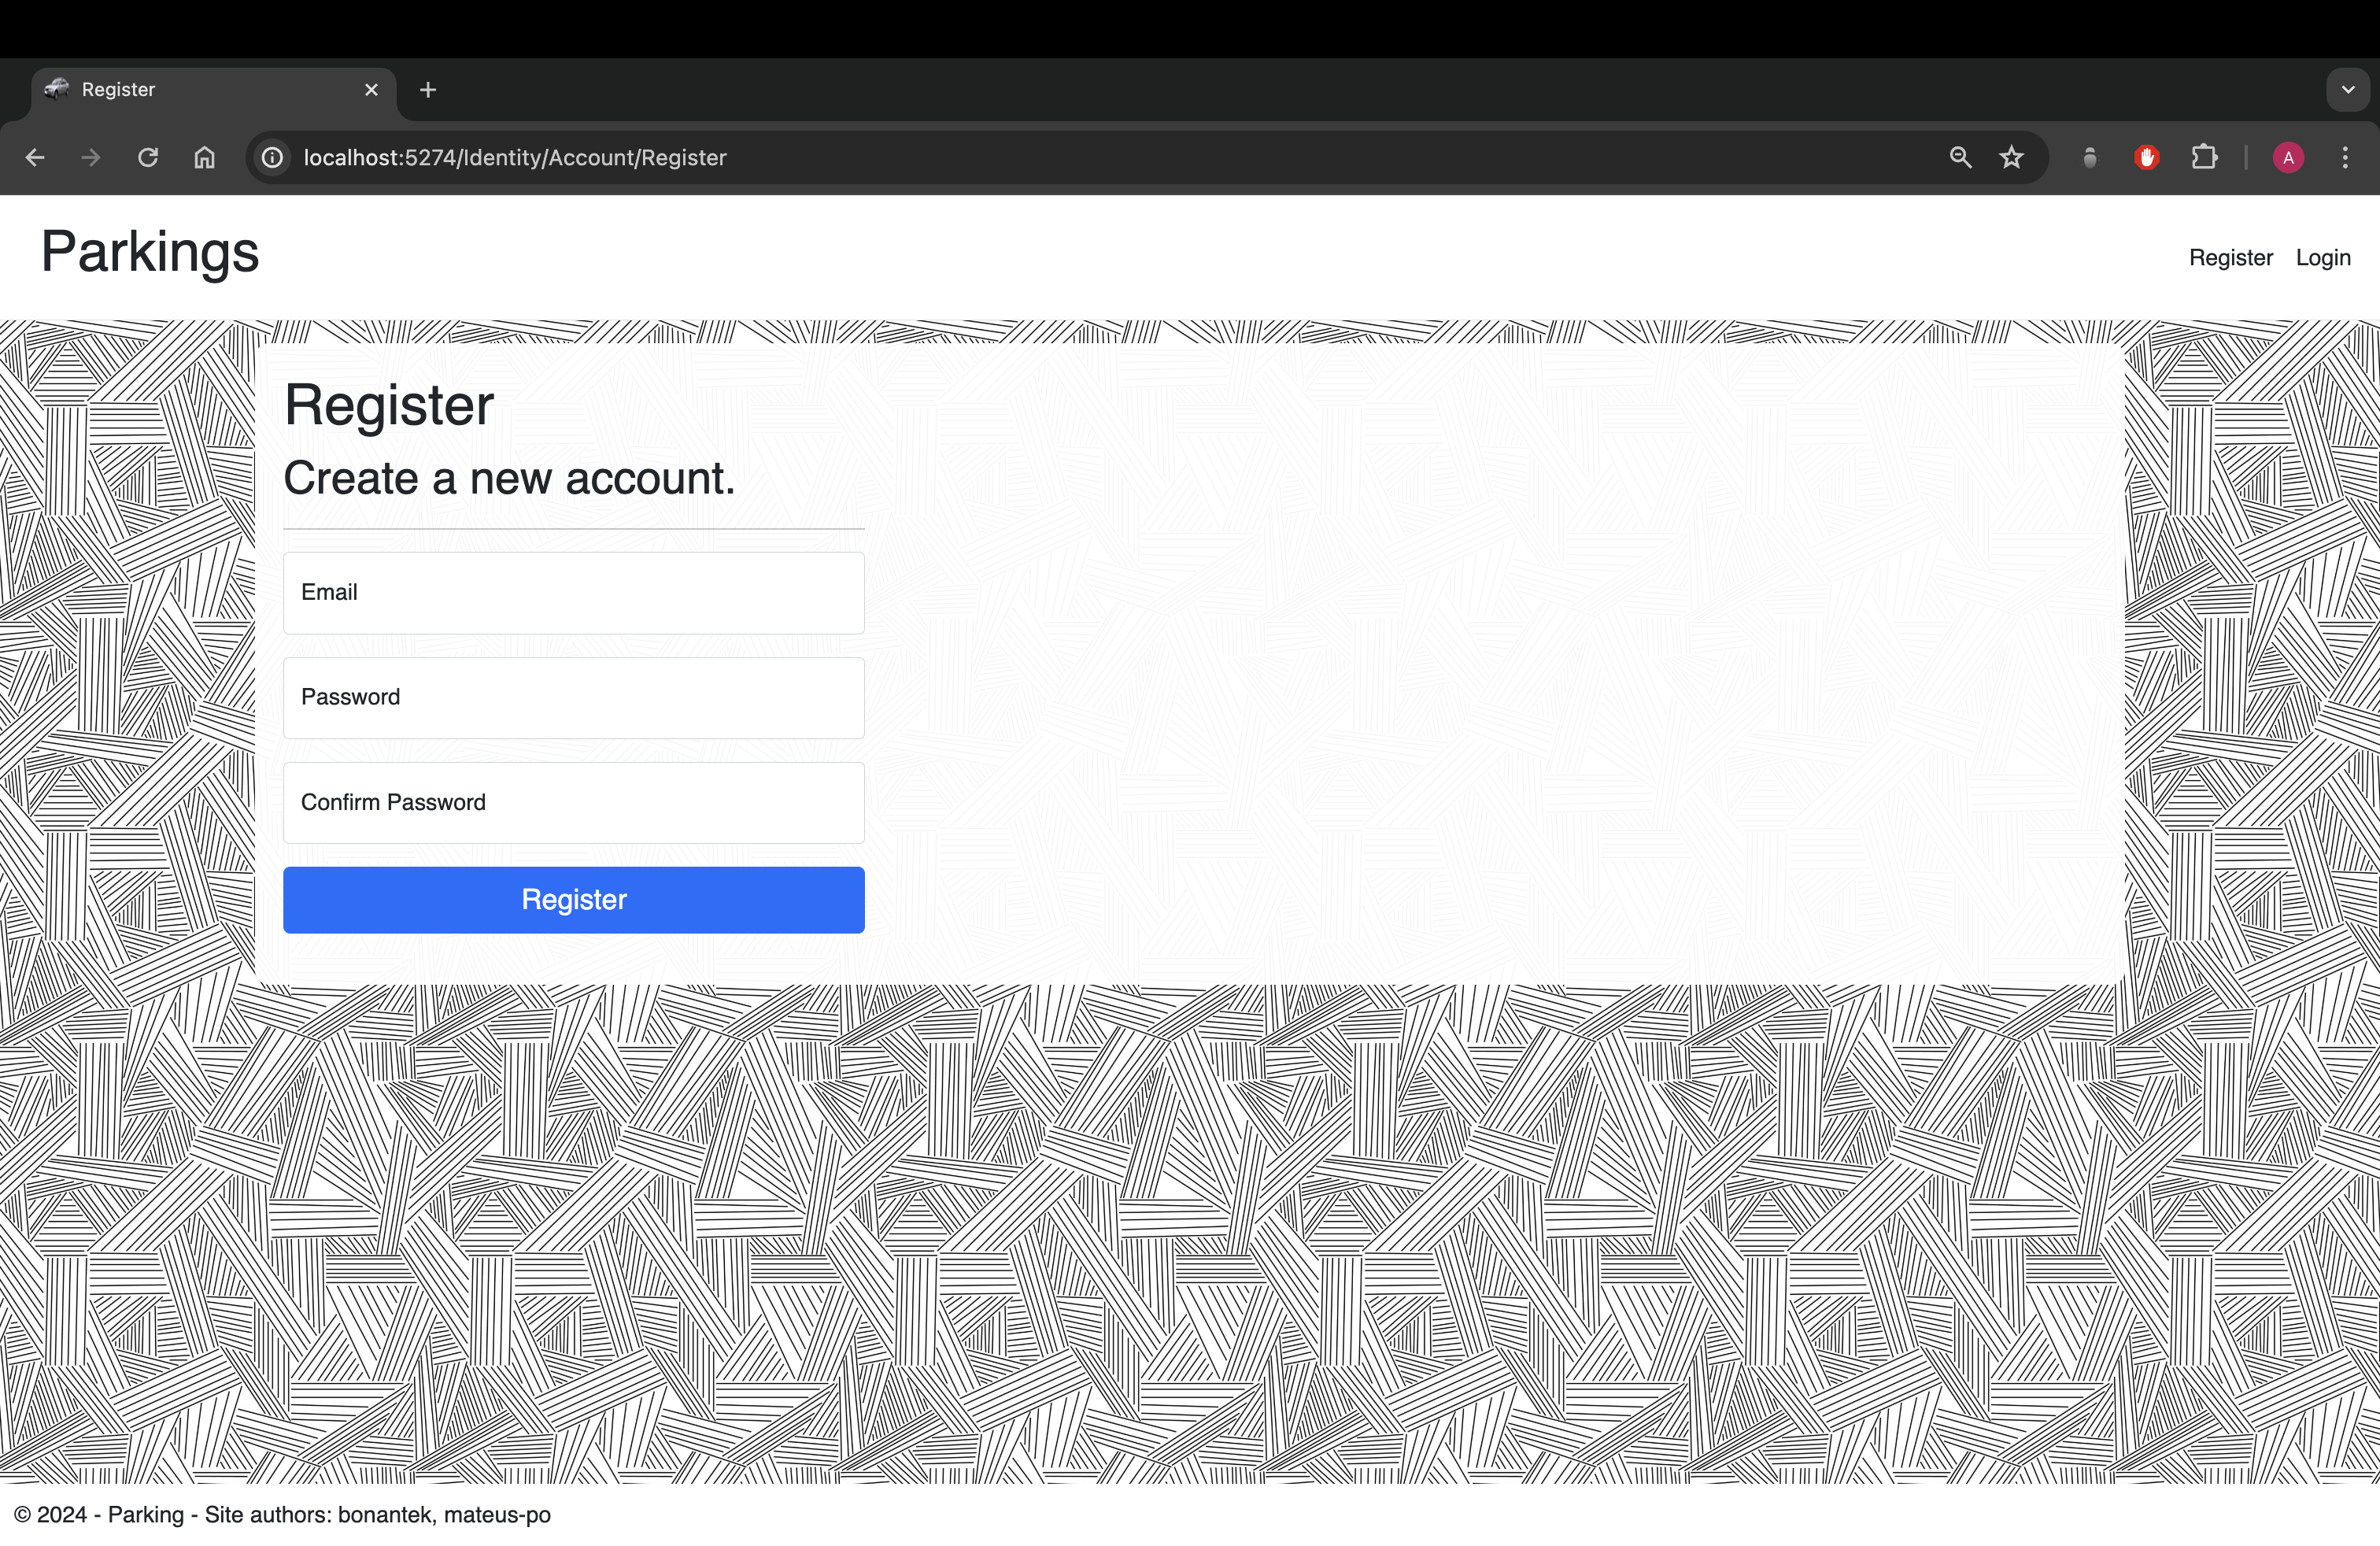 Register
localhost:5274/Identity/Account/Register
A
Parkings
Register Login
Register
Create a new account.
Email
Password
Confirm Password
Register
© 2024 - Parking - Site authors: bonantek, mateus-po